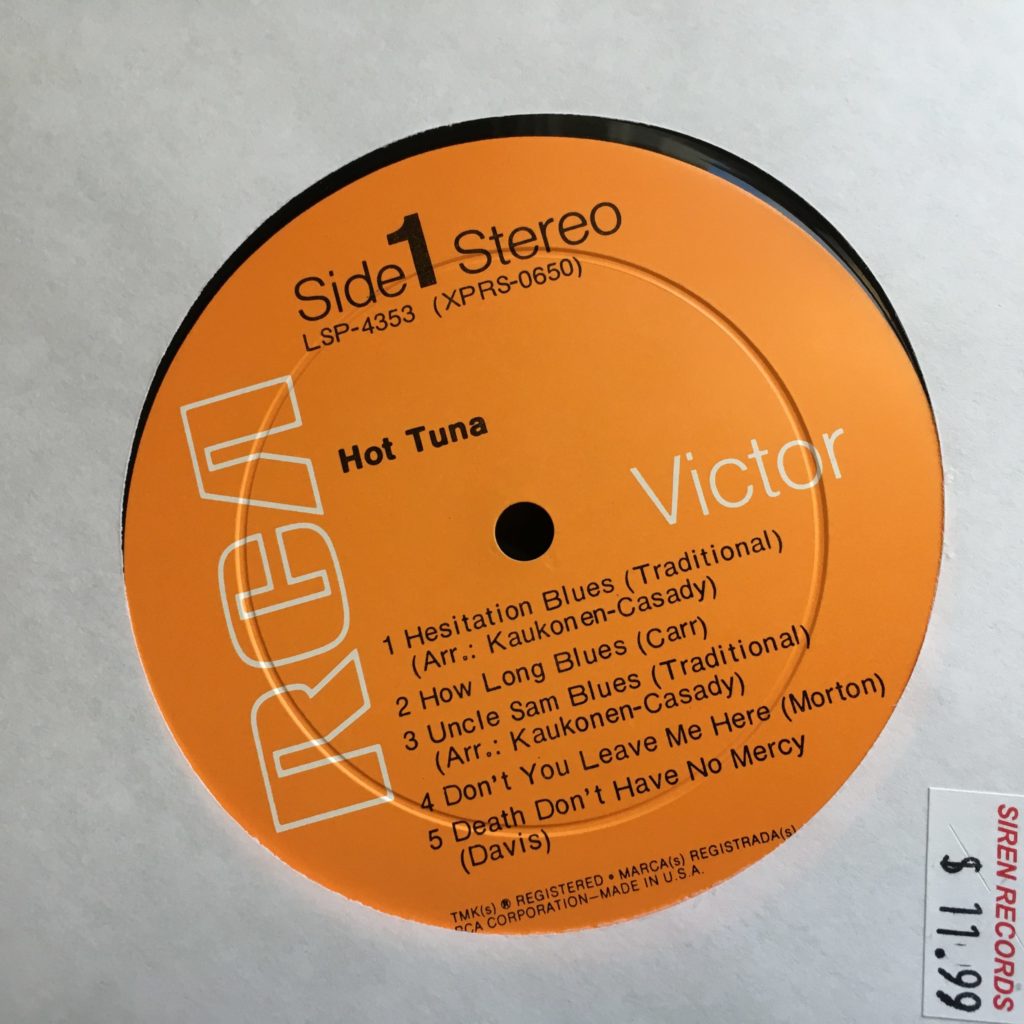 Side 1 Stereo
LSP-4353 (XPRS-0650)
RCA
Hot Tuna
Victor
1 Hesitation Blues (Traditional)
(Arr.: Kaukonen-Casady)
2 How Long Blues (Carr)
3 Uncle Sam Blues (Traditional)
(Arr.: Kaukonen-Casady)
4 Don't You Leave Me Here (Morton)
5 Death Don't Have No Mercy
(Davis)
TMK(s) ® REGISTERED • MARCA(s) REGISTRADA(s)
RCA CORPORATION—MADE IN U.S.A.
SIREN RECORDS
$ 11.99